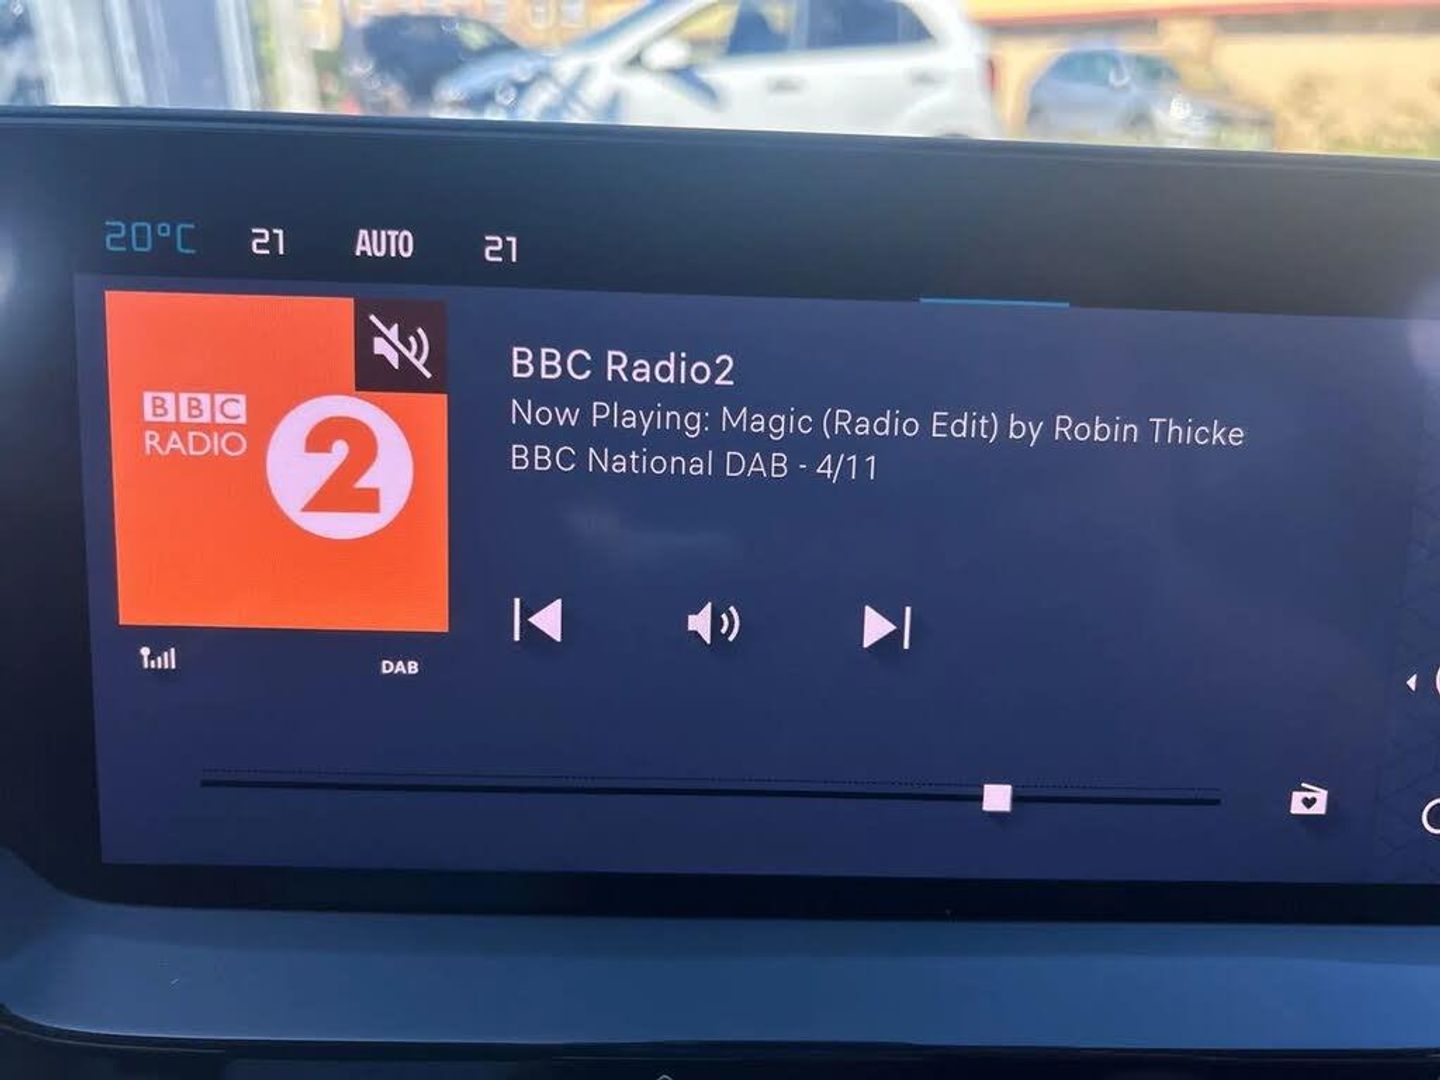 20°C 21 AUTO 21
BBC
RADIO
2
BBC Radio2
Now Playing: Magic (Radio Edit) by Robin Thicke
BBC National DAB - 4/11
DAB